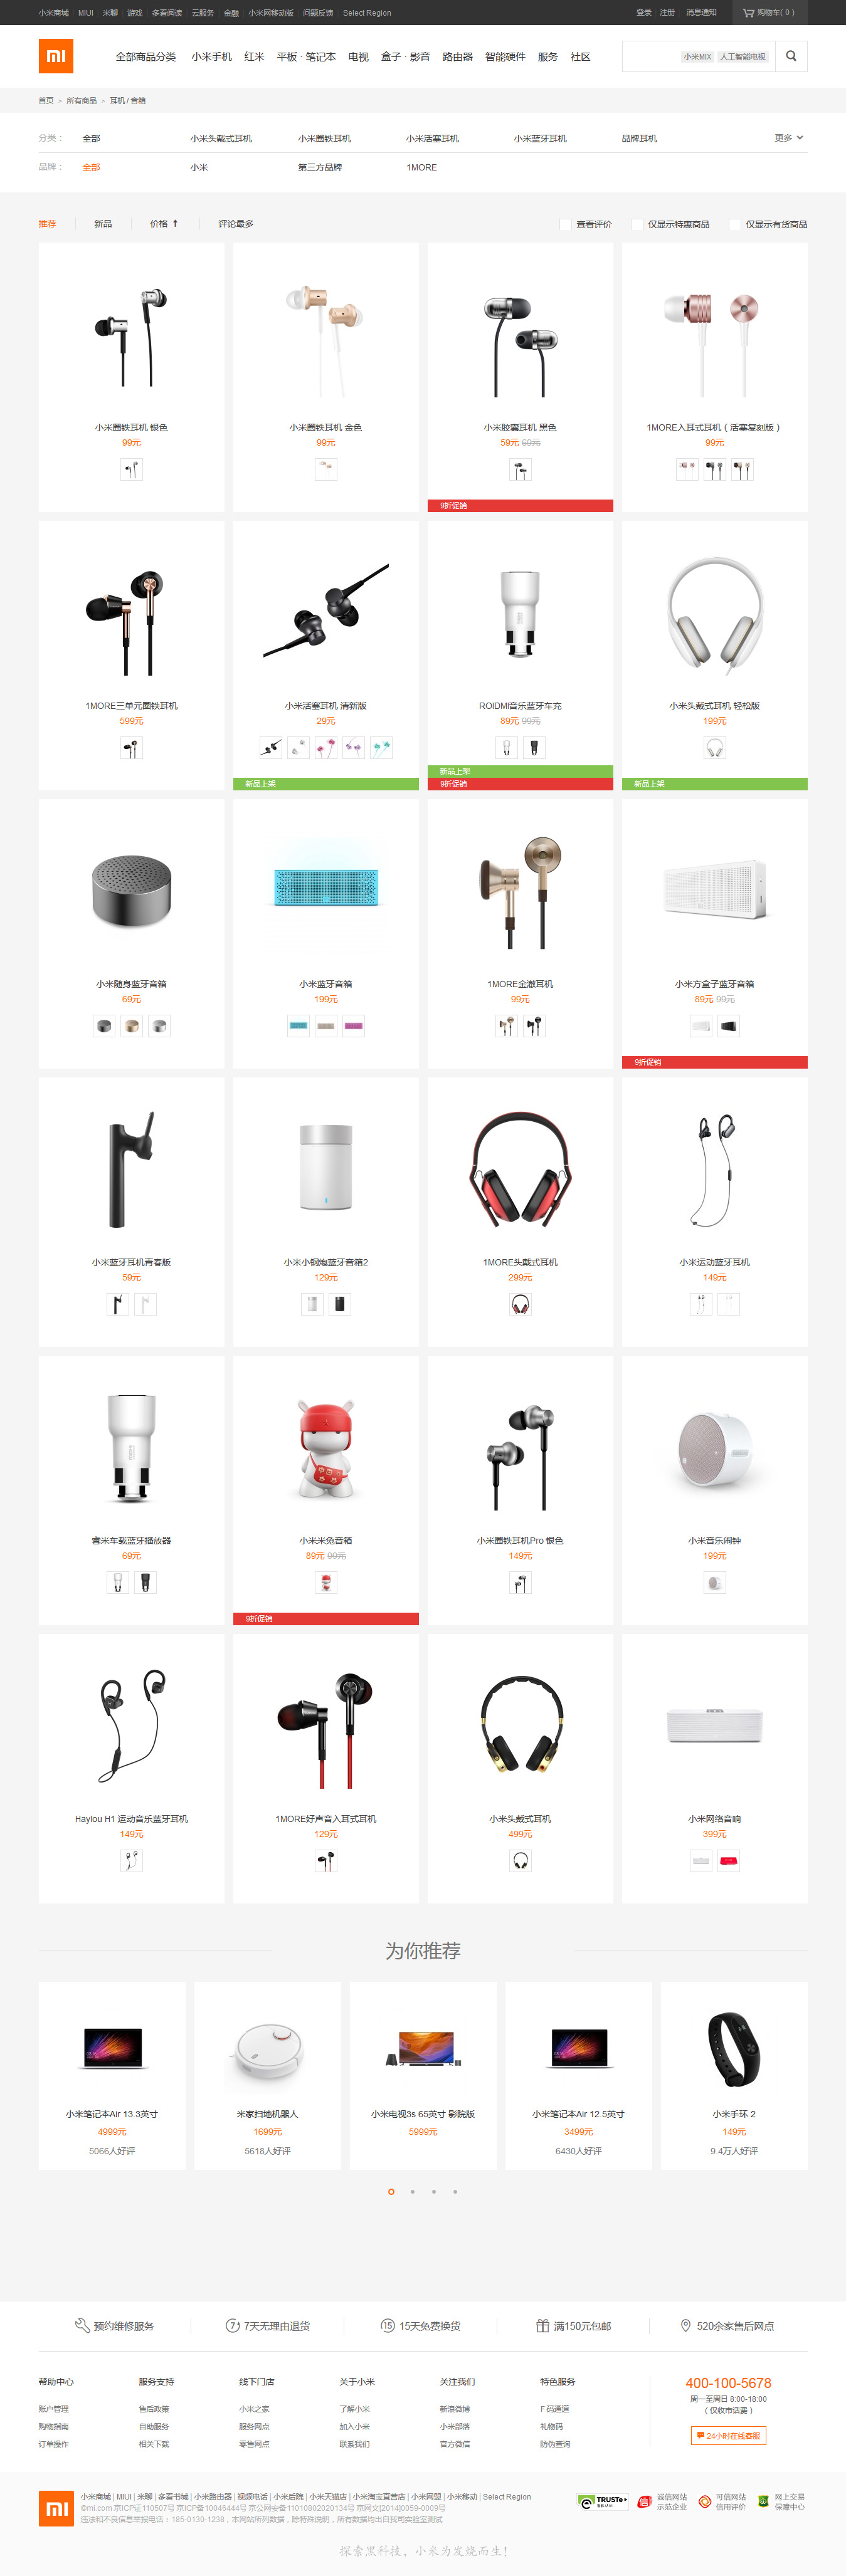 小米商城 MIUI 米聊 游戏 多看阅读 云服务 金融 小米网移动版 问题反馈 Select Region
登录 注册 消息通知 购物车( 0 )
全部商品分类 小米手机 红米 平板 · 笔记本 电视 盒子 · 影音 路由器 智能硬件 服务 社区
小米MIX 人工智能电视
首页 > 所有商品 > 耳机 / 音箱
分类： 全部 小米头戴式耳机 小米圈铁耳机 小米活塞耳机 小米蓝牙耳机 品牌耳机 更多
品牌： 全部 小米 第三方品牌 1MORE
推荐 新品 价格 评论最多 查看评价 仅显示特惠商品 仅显示有货商品
小米圈铁耳机 银色
99元
小米圈铁耳机 金色
99元
小米胶囊耳机 黑色
59元 69元
9折促销
1MORE入耳式耳机（活塞复刻版）
99元
1MORE三单元圈铁耳机
599元
小米活塞耳机 清新版
29元
新品上架
ROIDMI音乐蓝牙车充
89元 99元
新品上架
9折促销
小米头戴式耳机 轻松版
199元
新品上架
小米随身蓝牙音箱
69元
小米蓝牙音箱
199元
1MORE金澈耳机
99元
小米方盒子蓝牙音箱
89元 99元
9折促销
小米蓝牙耳机青春版
59元
小米小钢炮蓝牙音箱2
129元
1MORE头戴式耳机
299元
小米运动蓝牙耳机
149元
睿米车载蓝牙播放器
69元
小米米兔音箱
89元 99元
9折促销
小米圈铁耳机Pro 银色
149元
小米音乐闹钟
199元
Haylou H1 运动音乐蓝牙耳机
149元
1MORE好声音入耳式耳机
129元
小米头戴式耳机
499元
小米网络音响
399元
为你推荐
小米笔记本Air 13.3英寸
4999元
5066人好评
米家扫地机器人
1699元
5618人好评
小米电视3s 65英寸 影院版
5999元
小米笔记本Air 12.5英寸
3499元
6430人好评
小米手环 2
149元
9.4万人好评
预约维修服务 7天无理由退货 15天免费换货 满150元包邮 520余家售后网点
帮助中心 服务支持 线下门店 关于小米 关注我们 特色服务
账户管理 售后政策 小米之家 了解小米 新浪微博 F 码通道
购物指南 自助服务 服务网点 加入小米 小米部落 礼物码
订单操作 相关下载 零售网点 联系我们 官方微信 防伪查询
400-100-5678
周一至周日 8:00-18:00
（仅收市话费）
24小时在线客服
小米商城 | MIUI | 米聊 | 多看书城 | 小米路由器 | 视频电话 | 小米后院 | 小米天猫店 | 小米淘宝直营店 | 小米网盟 | 小米移动 | Select Region
©mi.com 京ICP证110507号 京ICP备10046444号 京公网安备11010802020134号 京网文[2014]0059-0009号
违法和不良信息举报电话：185-0130-1238，本网站所列数据，除特殊说明，所有数据均出自我司实验室测试
TRUSTe
诚信网站
示范企业
可信网站
信用评价
网上交易
保障中心
探索黑科技，小米为发烧而生！